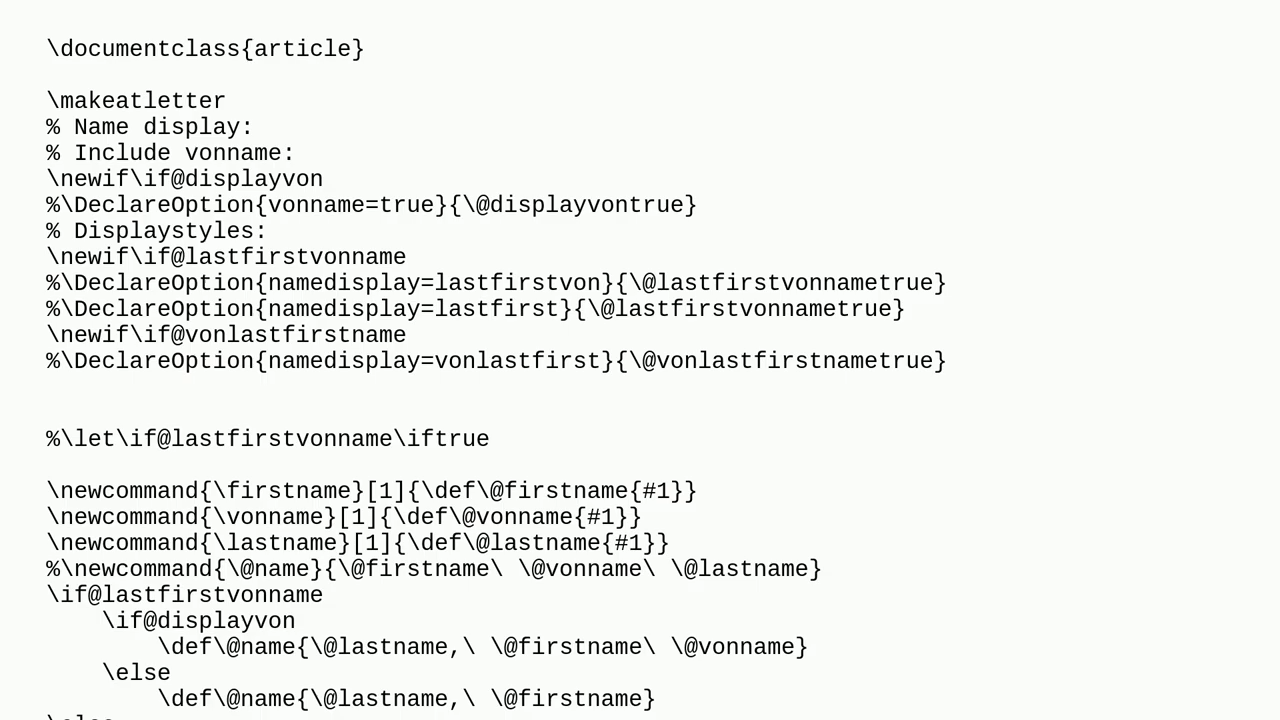 \documentclass{article}
\makeatletter
% Name display:
% Include vonname:
\newif\if@displayvon
%\DeclareOption{vonname=true}{\@displayvontrue}
% Displaystyles:
\newif\if@lastfirstvonname
%\DeclareOption{namedisplay=lastfirstvon}{\@lastfirstvonnametrue}
%\DeclareOption{namedisplay=lastfirst}{\@lastfirstvonnametrue}
\newif\if@vonlastfirstname
%\DeclareOption{namedisplay=vonlastfirst}{\@vonlastfirstnametrue}
%\let\if@lastfirstvonname\iftrue
\newcommand{\firstname}[1]{\def\@firstname{#1}}
\newcommand{\vonname}[1]{\def\@vonname{#1}}
\newcommand{\lastname}[1]{\def\@lastname{#1}}
%\newcommand{\@name}{\@firstname\ \@vonname\ \@lastname}
\if@lastfirstvonname
    \if@displayvon
        \def\@name{\@lastname,\ \@firstname\ \@vonname}
    \else
        \def\@name{\@lastname,\ \@firstname}